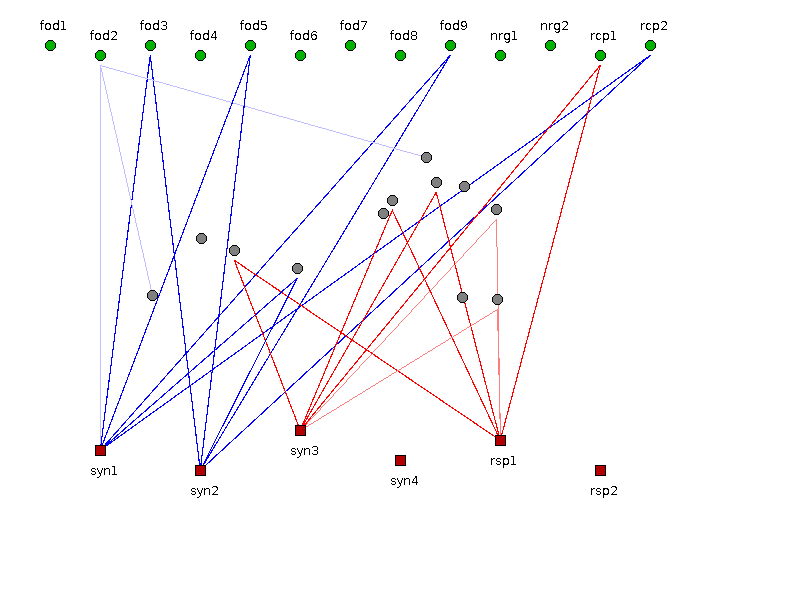 fod1 fod2 fod3 fod4 fod5 fod6 fod7 fod8 fod9 nrg1 nrg2 rcp1 rcp2
syn1 syn2 syn3 syn4 rsp1 rsp2